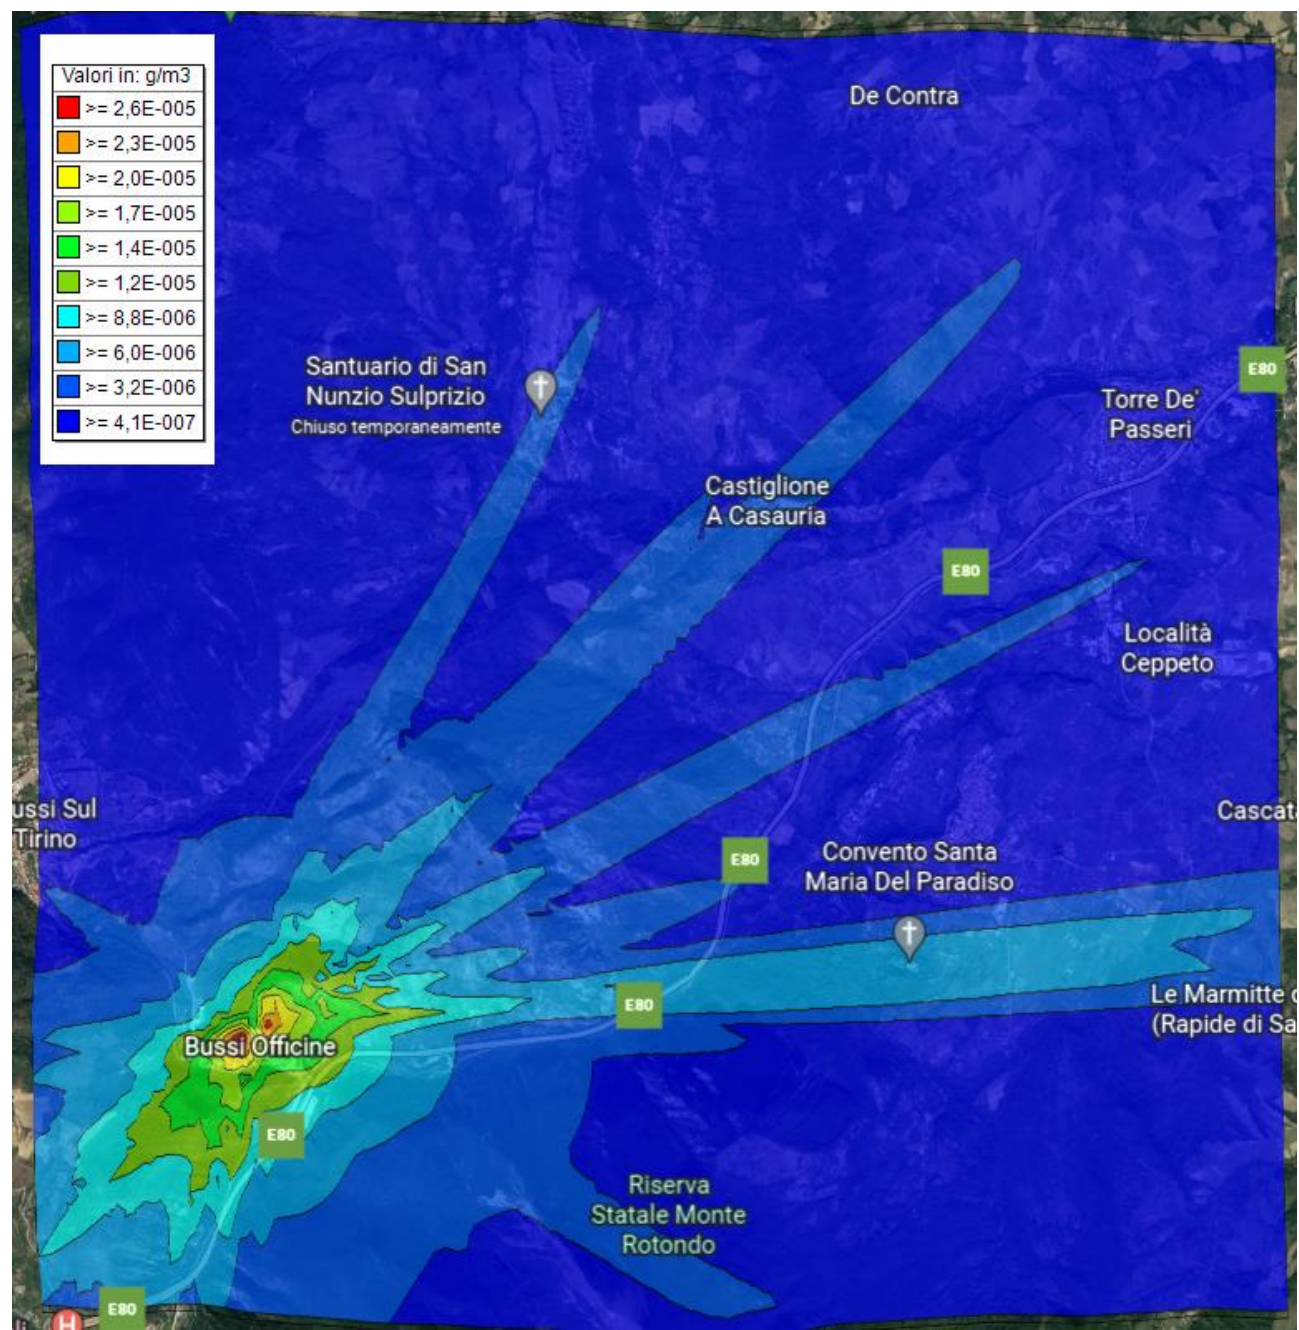 Valori in: g/m3
>= 2,6E-005
>= 2,3E-005
>= 2,0E-005
>= 1,7E-005
>= 1,4E-005
>= 1,2E-005
>= 8,8E-006
>= 6,0E-006
>= 3,2E-006
>= 4,1E-007
De Contra
Santuario di San
Nunzio Sulprizio
Chiuso temporaneamente
E80
Torre De'
Passeri
Castiglione
A Casauria
E80
Località
Ceppeto
ussi Sul
Tirino
Cascat
E80
Convento Santa
Maria Del Paradiso
E80
Le Marmitte
(Rapide di Sa
Bussi Officine
E80
Riserva
Statale Monte
Rotondo
E80
H